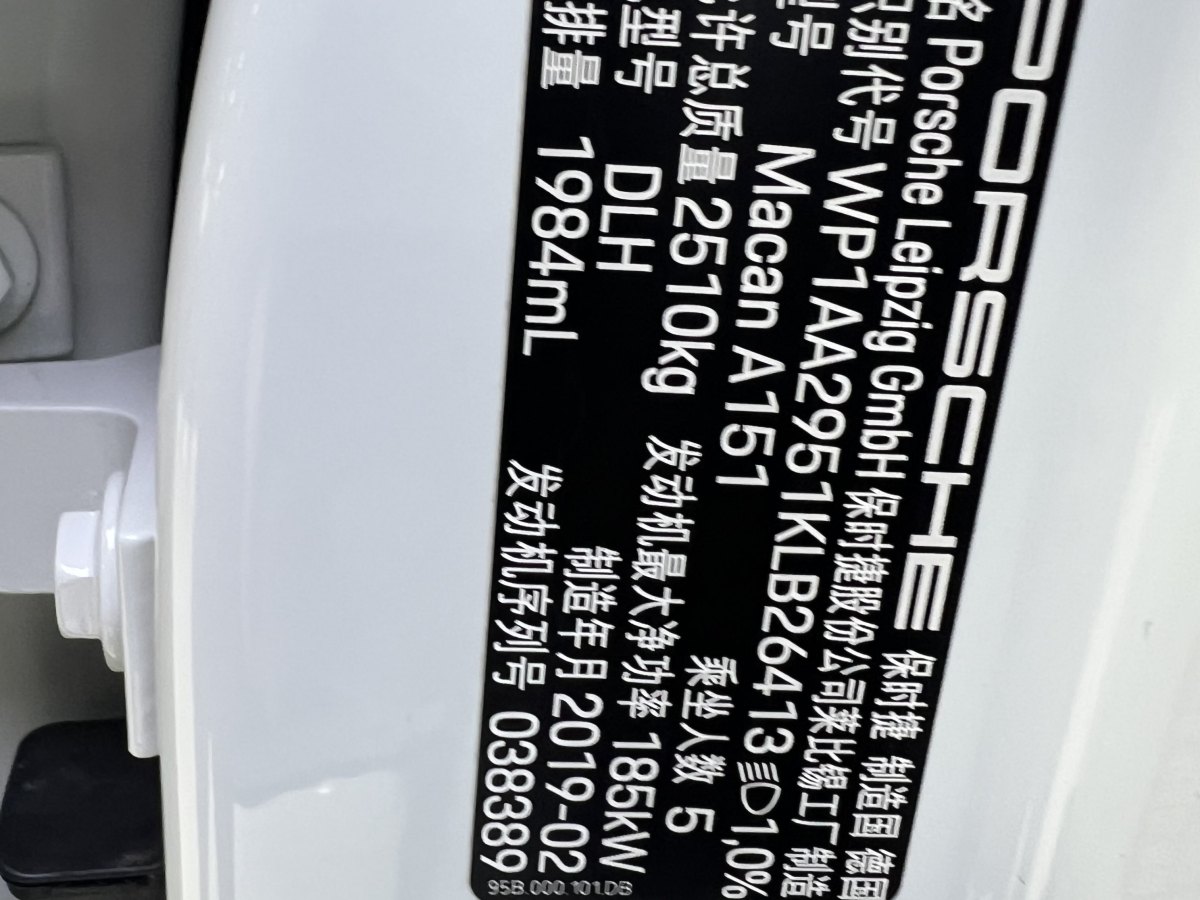 PORSCHE 保时捷 德国制造
名 Porsche Leipzig GmbH 保时捷股份公司莱比锡工厂制造
识别代号 WP1AA2951KLB26413
型号 Macan A151 1,0%
允许总质量 2510kg 乘坐人数 5
型号 DLH 发动机最大净功率 185kW
排量 1984mL 制造年月 2019-02
发动机序列号 038389
95B.000.101.DB